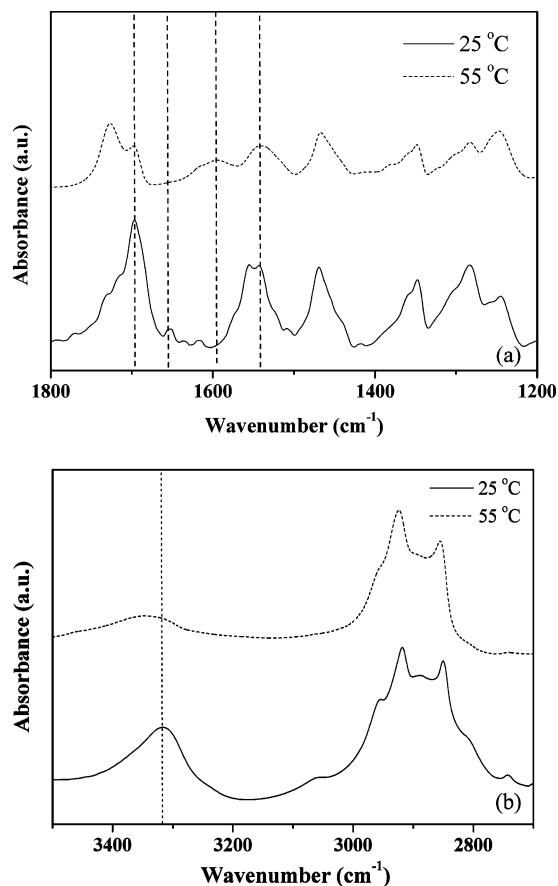 25 °C
55 °C
Absorbance (a.u.)
(a)
1800 1600 1400 1200
Wavenumber (cm⁻¹)
25 °C
55 °C
Absorbance (a.u.)
(b)
3400 3200 3000 2800
Wavenumber (cm⁻¹)